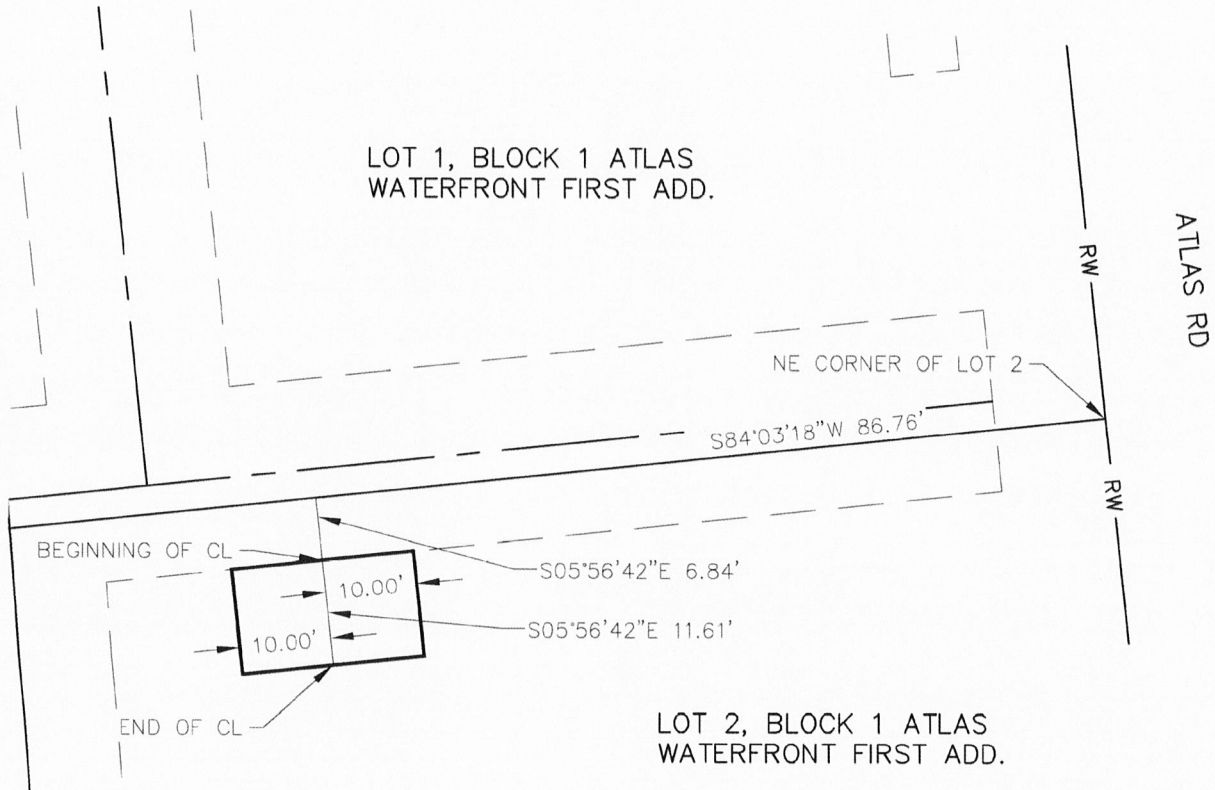 LOT 1, BLOCK 1 ATLAS
WATERFRONT FIRST ADD.
ATLAS RD
RW
NE CORNER OF LOT 2
S84°03'18"W 86.76'
RW
BEGINNING OF CL
S05°56'42"E 6.84'
10.00'
S05°56'42"E 11.61'
10.00'
END OF CL
LOT 2, BLOCK 1 ATLAS
WATERFRONT FIRST ADD.